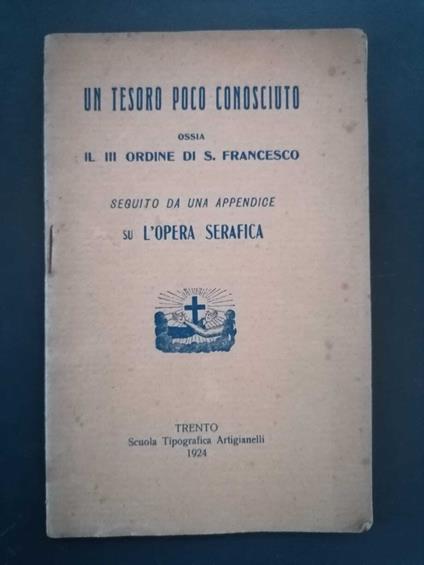 UN TESORO POCO CONOSCIUTO
OSSIA
IL III ORDINE DI S. FRANCESCO
SEGUITO DA UNA APPENDICE
SU L'OPERA SERAFICA
TRENTO
Scuola Tipografica Artigianelli
1924